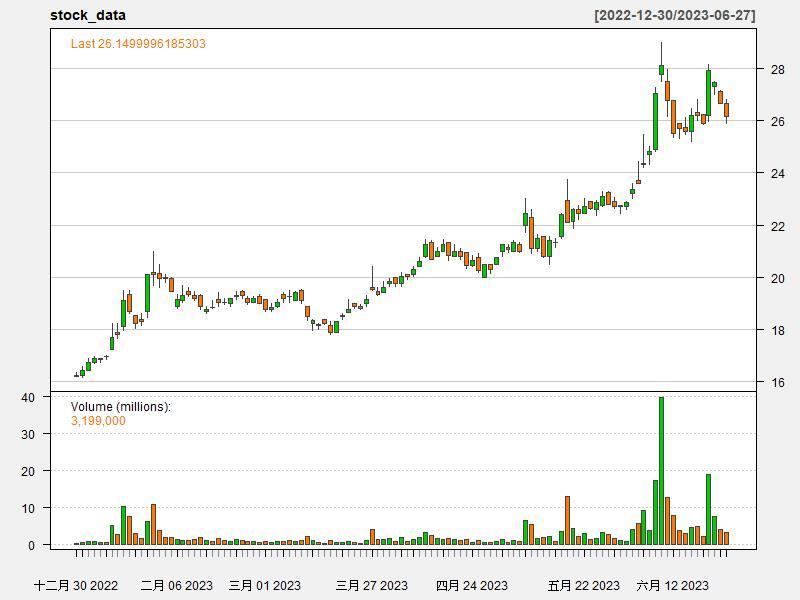 stock_data
[2022-12-30/2023-06-27]
Last 26.1499996185303
28
26
24
22
20
18
16
Volume (millions):
3,199,000
40
30
20
10
0
十二月 30 2022
二月 06 2023
三月 01 2023
三月 27 2023
四月 24 2023
五月 22 2023
六月 12 2023